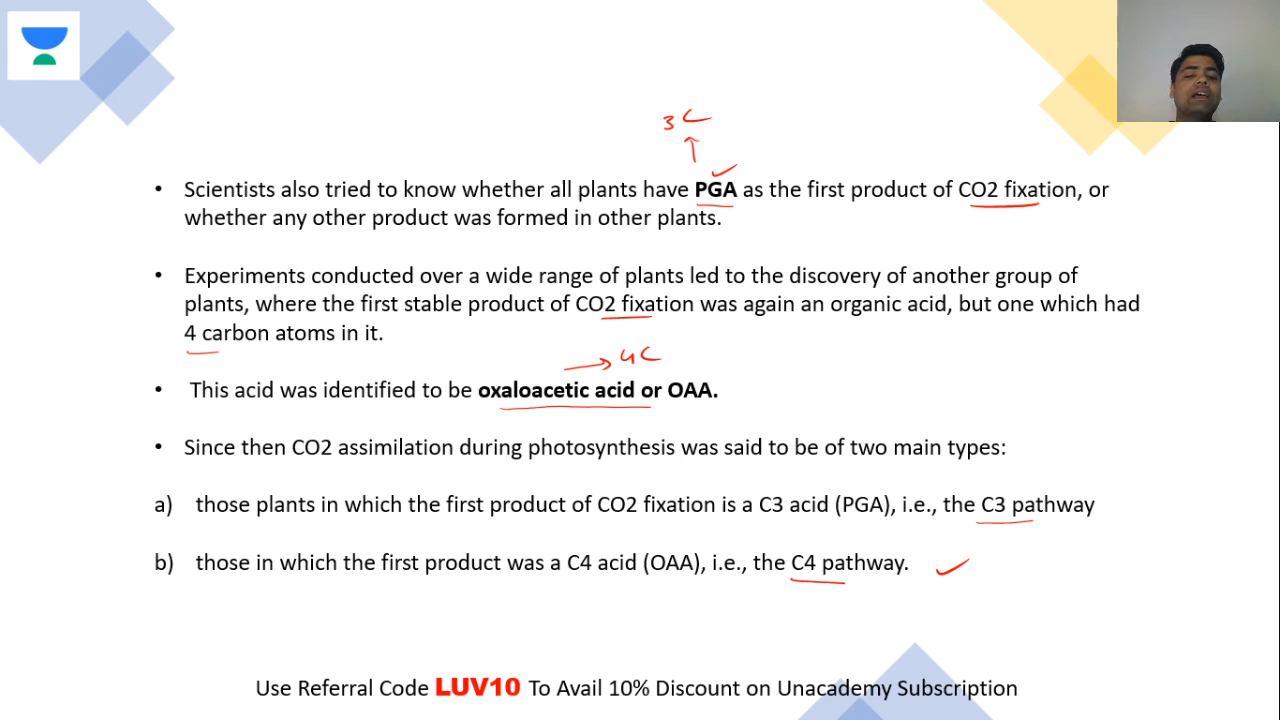 3C
• Scientists also tried to know whether all plants have PGA as the first product of CO2 fixation, or
whether any other product was formed in other plants.
• Experiments conducted over a wide range of plants led to the discovery of another group of
plants, where the first stable product of CO2 fixation was again an organic acid, but one which had
4 carbon atoms in it.
4C
• This acid was identified to be oxaloacetic acid or OAA.
• Since then CO2 assimilation during photosynthesis was said to be of two main types:
a) those plants in which the first product of CO2 fixation is a C3 acid (PGA), i.e., the C3 pathway
b) those in which the first product was a C4 acid (OAA), i.e., the C4 pathway.
Use Referral Code LUV10 To Avail 10% Discount on Unacademy Subscription